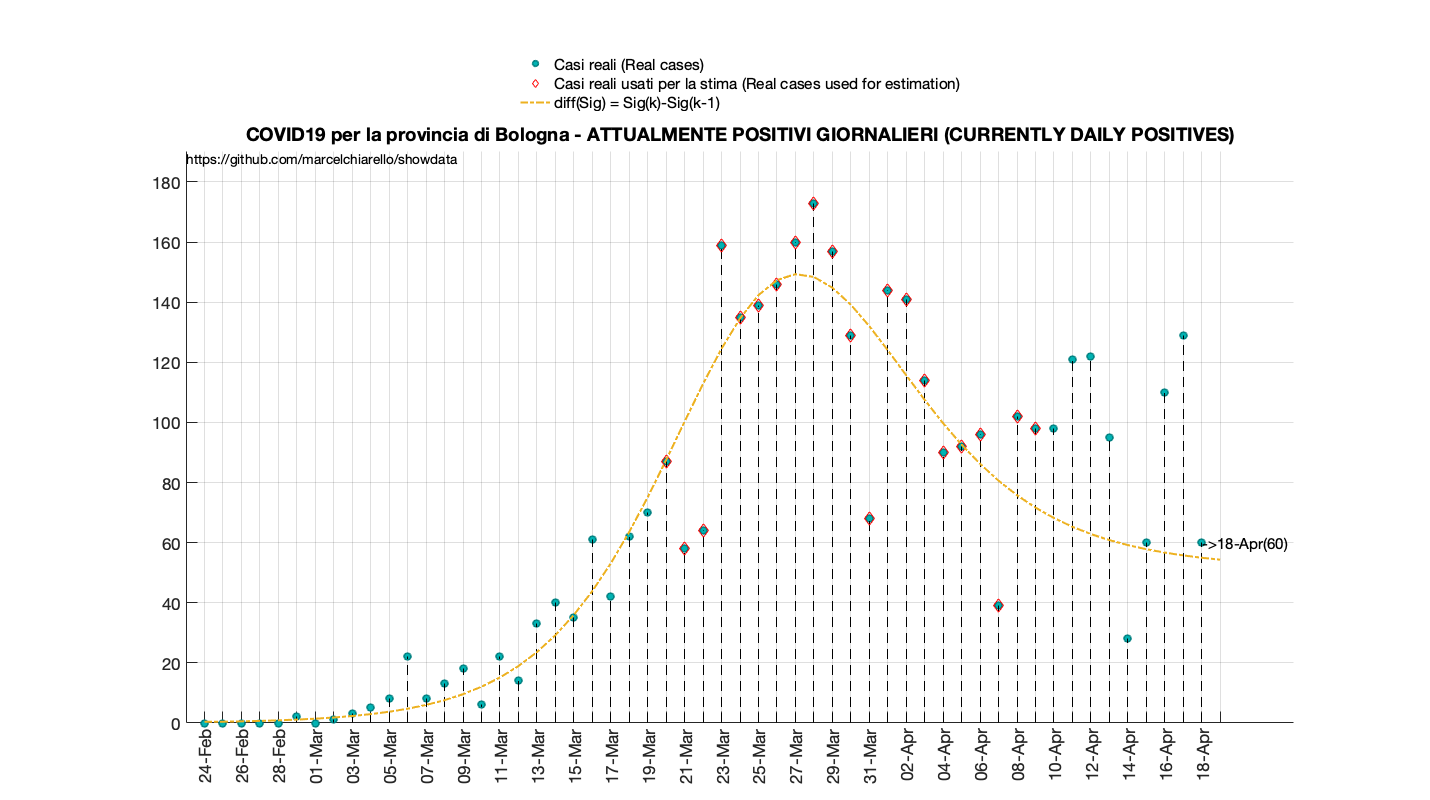 Casi reali (Real cases)
Casi reali usati per la stima (Real cases used for estimation)
diff(Sig) = Sig(k)-Sig(k-1)
COVID19 per la provincia di Bologna - ATTUALMENTE POSITIVI GIORNALIERI (CURRENTLY DAILY POSITIVES)
https://github.com/marcelchiarello/showdata
180
160
140
120
100
80
60
40
20
0
->18-Apr(60)
24-Feb
26-Feb
28-Feb
01-Mar
03-Mar
05-Mar
07-Mar
09-Mar
11-Mar
13-Mar
15-Mar
17-Mar
19-Mar
21-Mar
23-Mar
25-Mar
27-Mar
29-Mar
31-Mar
02-Apr
04-Apr
06-Apr
08-Apr
10-Apr
12-Apr
14-Apr
16-Apr
18-Apr